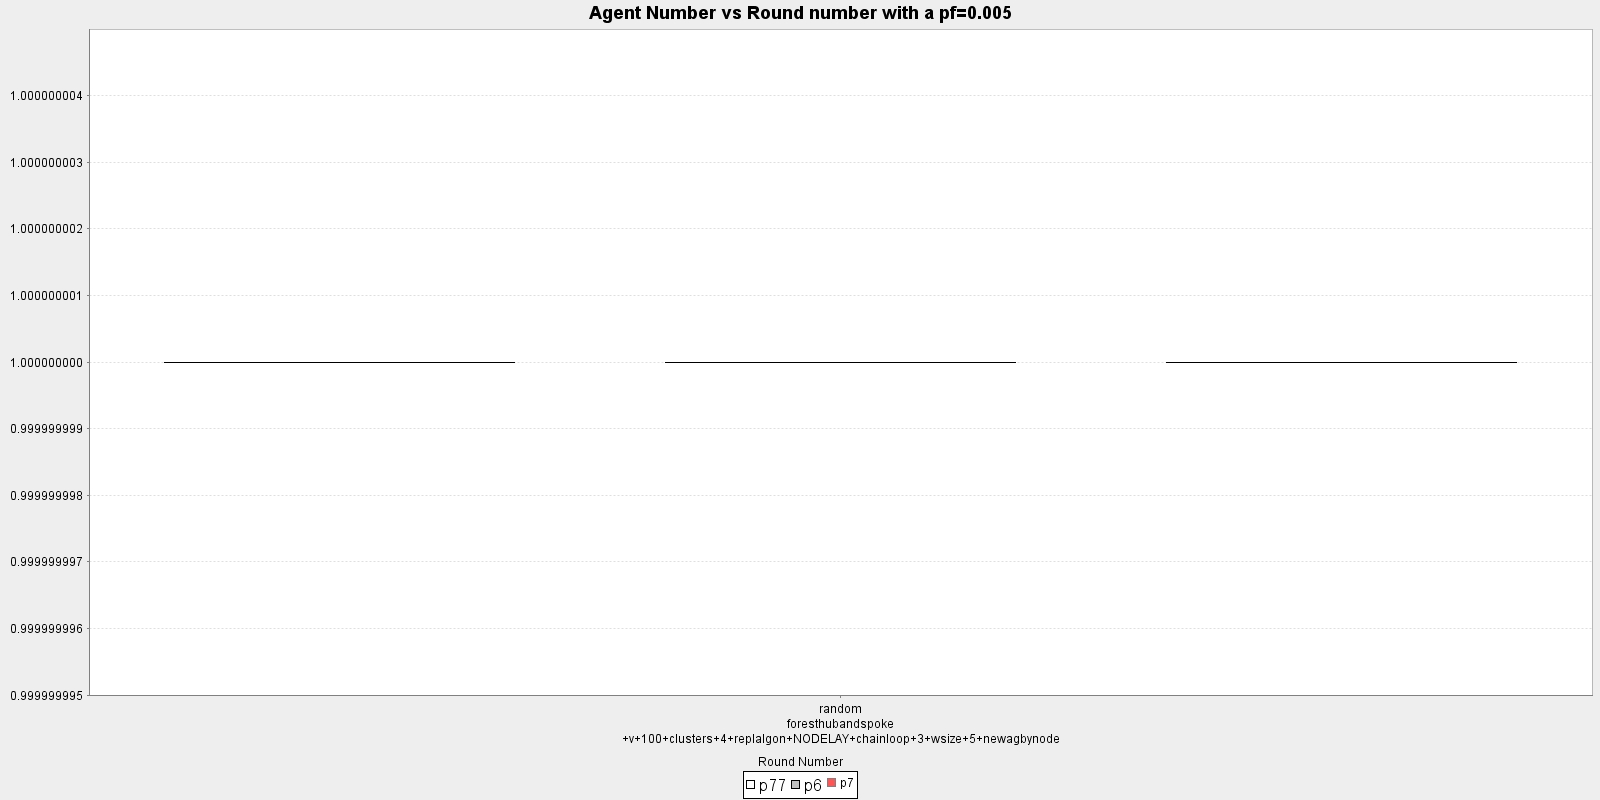 Agent Number vs Round number with a pf=0.005
1.000000004
1.000000003
1.000000002
1.000000001
1.000000000
0.999999999
0.999999998
0.999999997
0.999999996
0.999999995
random
foresthubandspoke
+v+100+clusters+4+replalgon+NODELAY+chainloop+3+wsize+5+newagbynode
Round Number
p77 p6 p7